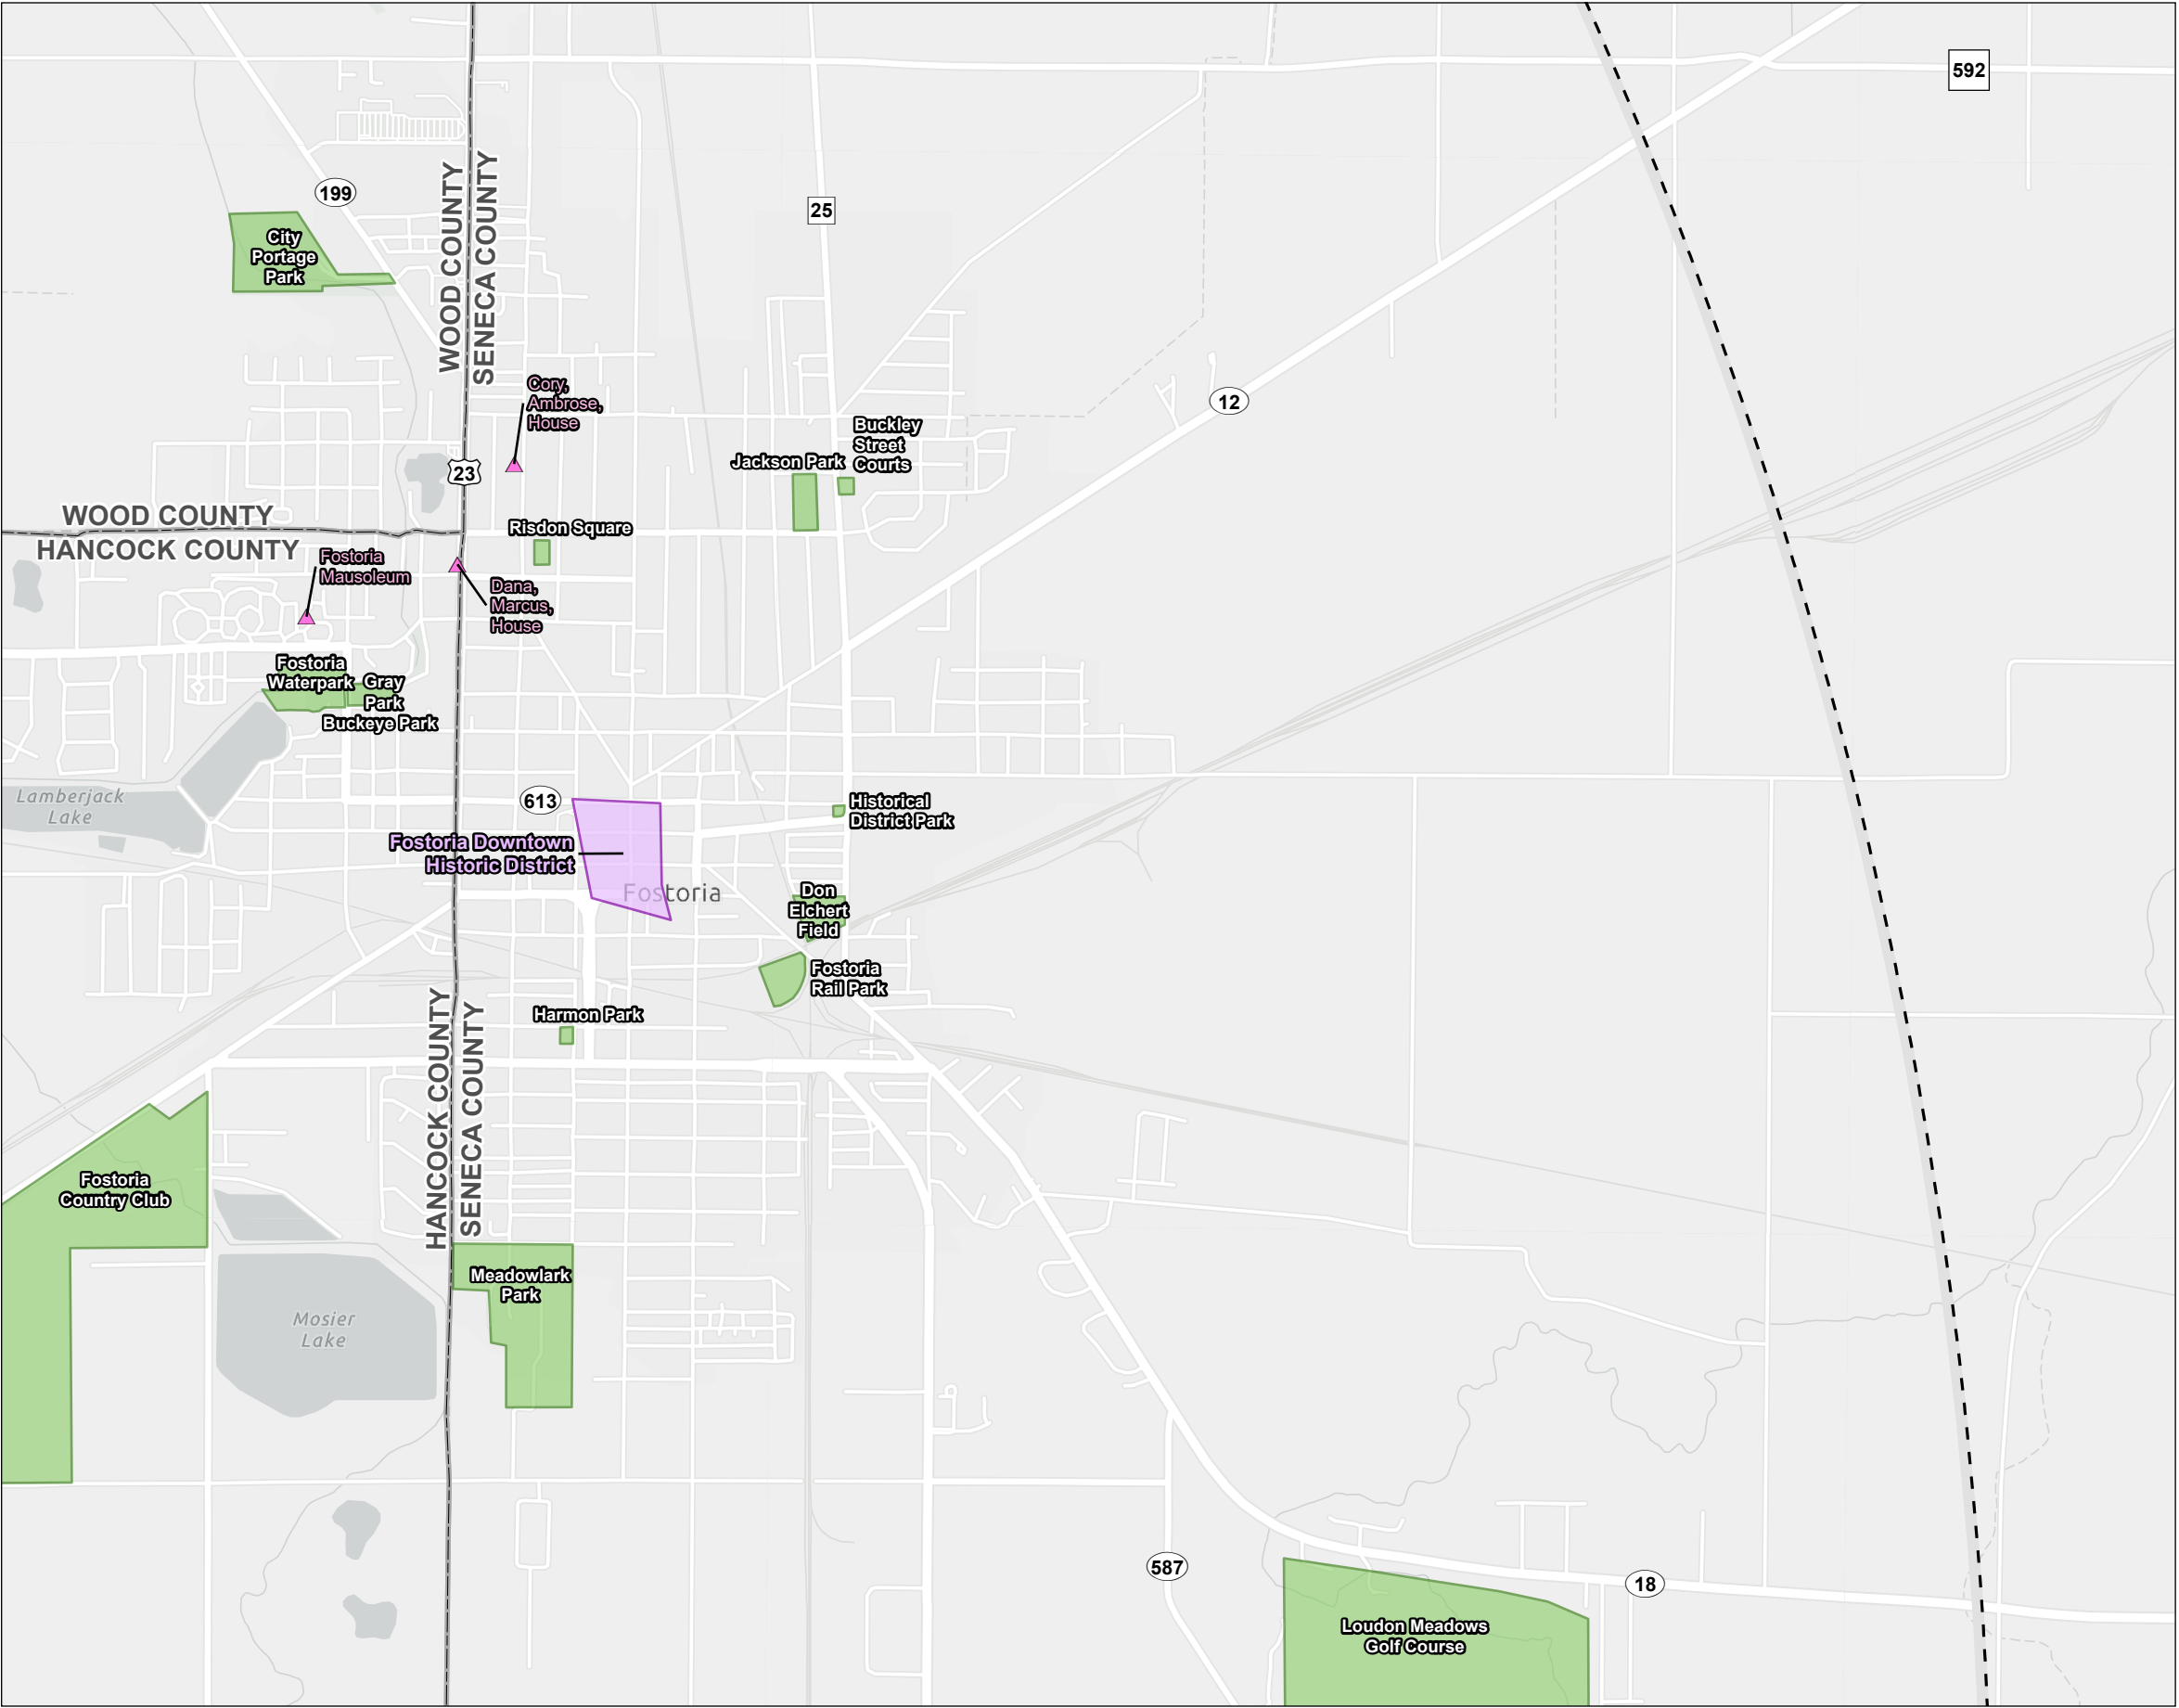 592
199
25
WOOD COUNTY
SENECA COUNTY
City
Portage
Park
Cory,
Ambrose,
House
12
Buckley
Street
Courts
Jackson Park
23
WOOD COUNTY
HANCOCK COUNTY
Risdon Square
Fostoria
Mausoleum
Dana,
Marcus,
House
Fostoria
Waterpark
Gray
Park
Buckeye Park
Lamberjack
Lake
613
Historical
District Park
Fostoria Downtown
Historic District
Fostoria
Don
Elchert
Field
Fostoria
Rail Park
Harmon Park
HANCOCK COUNTY
SENECA COUNTY
Fostoria
Country Club
Meadowlark
Park
Mosier
Lake
587
18
Loudon Meadows
Golf Course